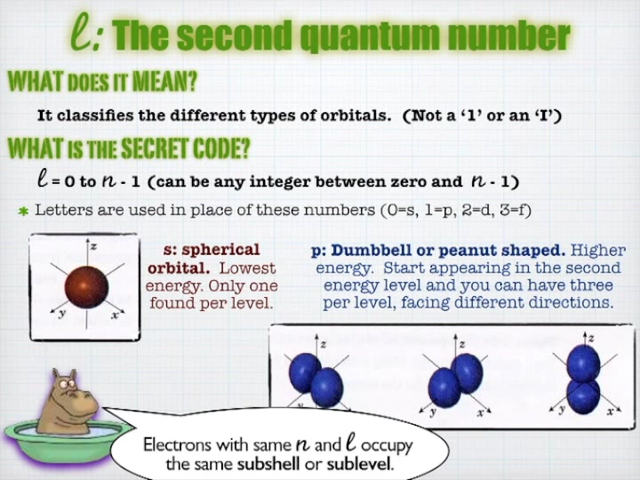 ℓ: The second quantum number
WHAT DOES IT MEAN?
It classifies the different types of orbitals. (Not a ‘1’ or an ‘I’)
WHAT IS THE SECRET CODE?
ℓ = 0 to n - 1 (can be any integer between zero and n - 1)
* Letters are used in place of these numbers (0=s, 1=p, 2=d, 3=f)
z
y
x
s: spherical
orbital. Lowest
energy. Only one
found per level.
p: Dumbbell or peanut shaped. Higher
energy. Start appearing in the second
energy level and you can have three
per level, facing different directions.
z
x
z
y
x
z
y
x
Electrons with same n and ℓ occupy
the same subshell or sublevel.